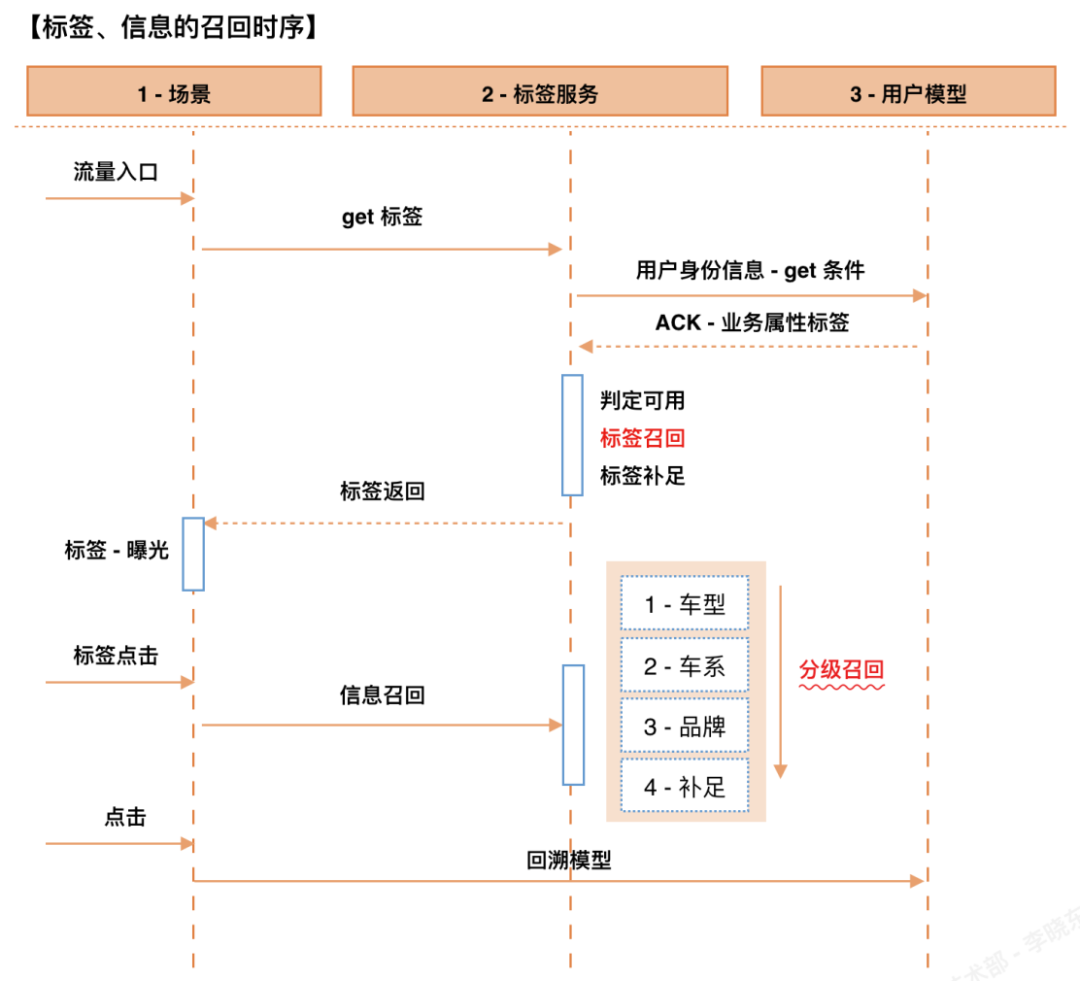 【标签、信息的召回时序】
1 - 场景
2 - 标签服务
3 - 用户模型
流量入口
get 标签
用户身份信息 - get 条件
ACK - 业务属性标签
判定可用
标签召回
标签补足
标签返回
标签 - 曝光
1 - 车型
2 - 车系
3 - 品牌
4 - 补足
分级召回
标签点击
信息召回
点击
回溯模型
术部 - 李晓东